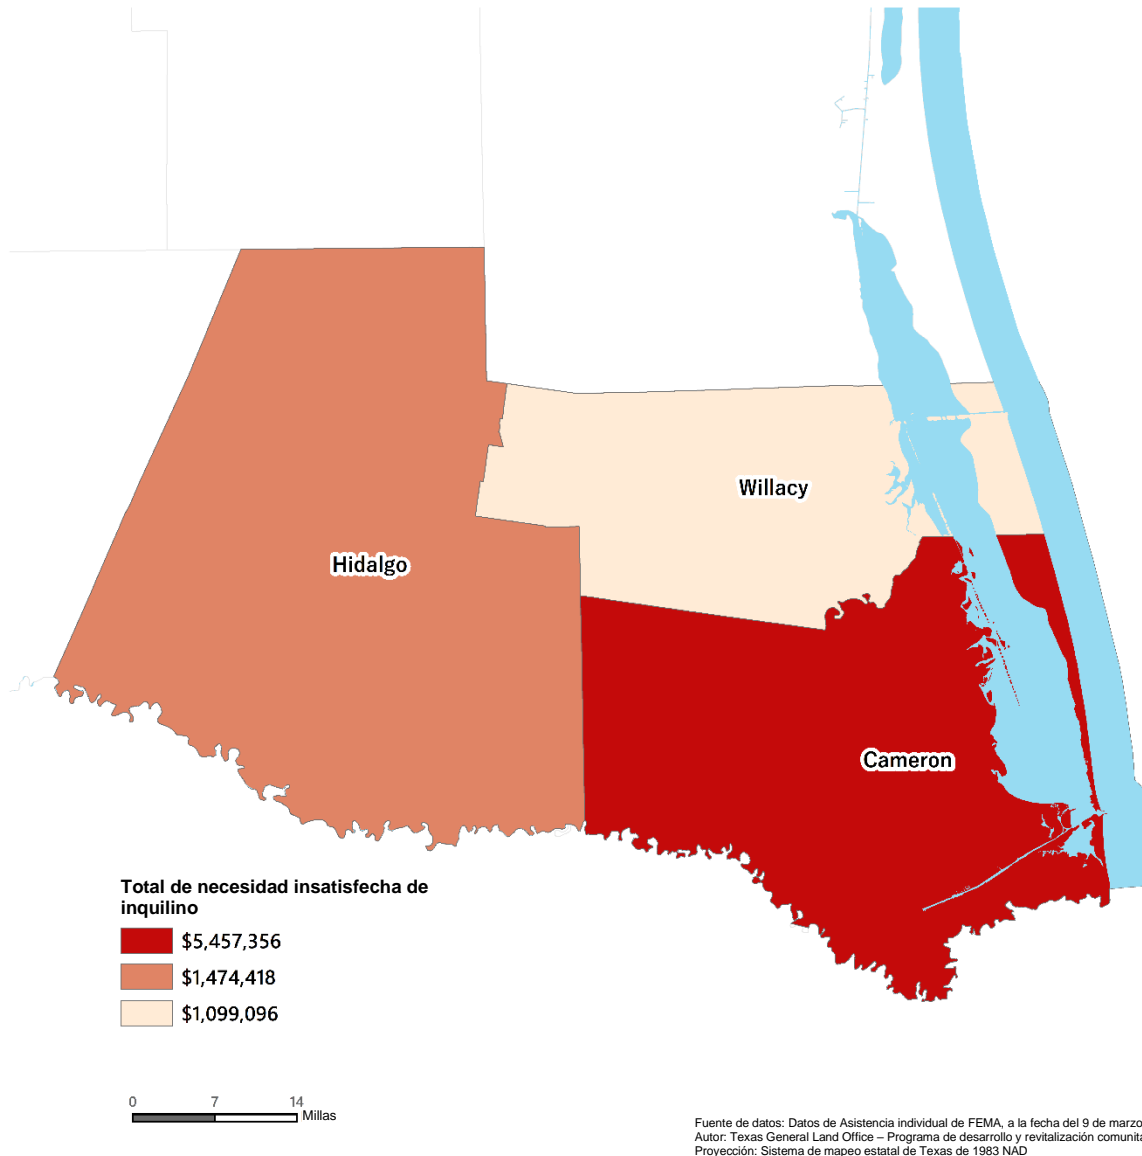 Willacy
Hidalgo
Cameron
Total de necesidad insatisfecha de
inquilino
$5,457,356
$1,474,418
$1,099,096
0 7 14
Millas
Fuente de datos: Datos de Asistencia individual de FEMA, a la fecha del 9 de marzo
Autor: Texas General Land Office – Programa de desarrollo y revitalización
Proyección: Sistema de mapeo estatal de Texas de 1983 NAD